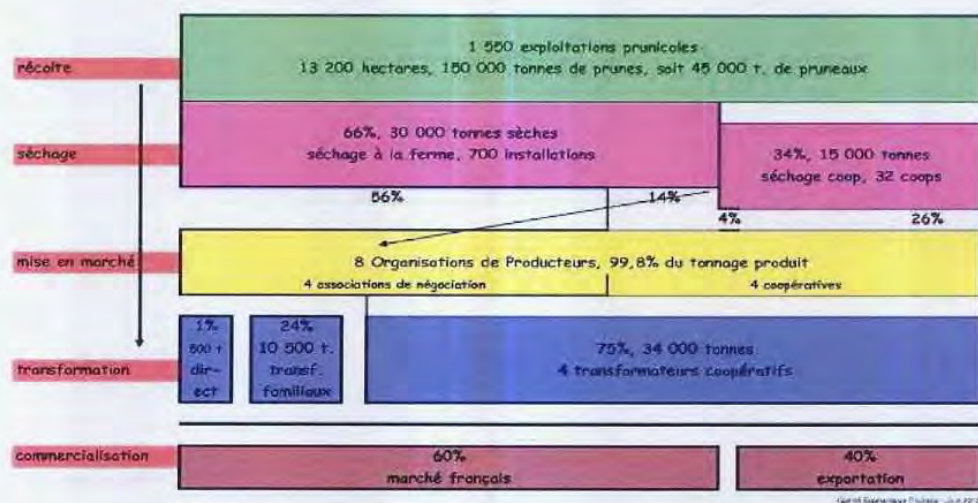 1 550 exploitations prunicoles
récolte
13 200 hectares, 150 000 tonnes de prunes, soit 45 000 t. de pruneaux
66%, 30 000 tonnes sèches
séchage
séchage à la ferme, 700 installations
34%, 15 000 tonnes
séchage coop, 32 coops
56%
14%
4%
26%
mise en marché
8 Organisations de Producteurs, 99,8% du tonnage produit
4 associations de négociation
4 coopératives
transformation
1%
500 t
dir-
ect
24%
10 500 t.
transf.
familiaux
75%, 34 000 tonnes
4 transformateurs coopératifs
commercialisation
60%
marché français
40%
exportation